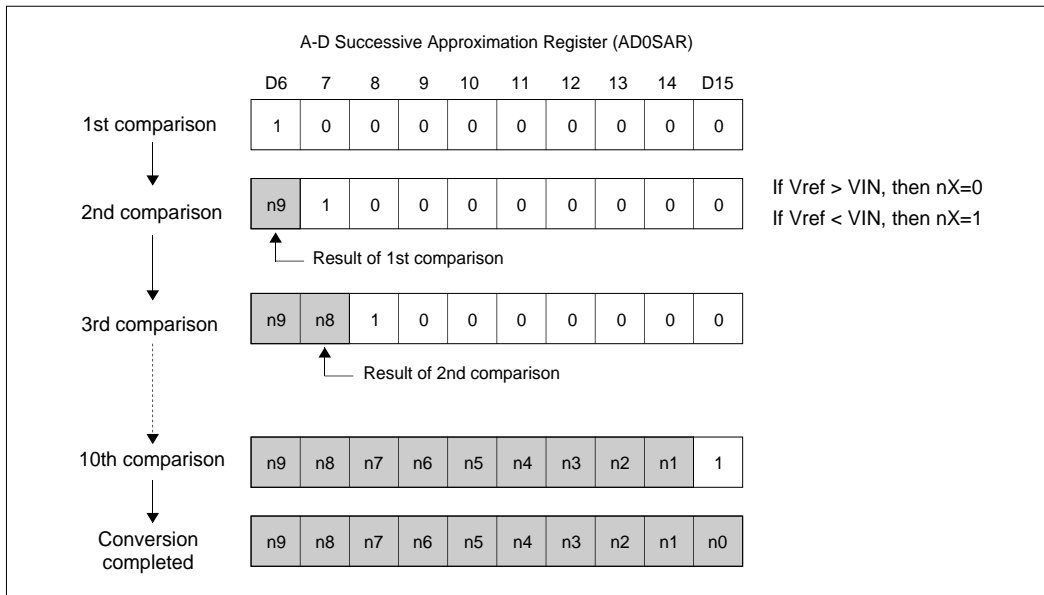 A-D Successive Approximation Register (AD0SAR)
D6 7 8 9 10 11 12 13 14 D15
1st comparison
1 0 0 0 0 0 0 0 0 0
2nd comparison
n9 1 0 0 0 0 0 0 0 0
If Vref > VIN, then nX=0
If Vref < VIN, then nX=1
Result of 1st comparison
3rd comparison
n9 n8 1 0 0 0 0 0 0 0
Result of 2nd comparison
10th comparison
n9 n8 n7 n6 n5 n4 n3 n2 n1 1
Conversion
completed
n9 n8 n7 n6 n5 n4 n3 n2 n1 n0